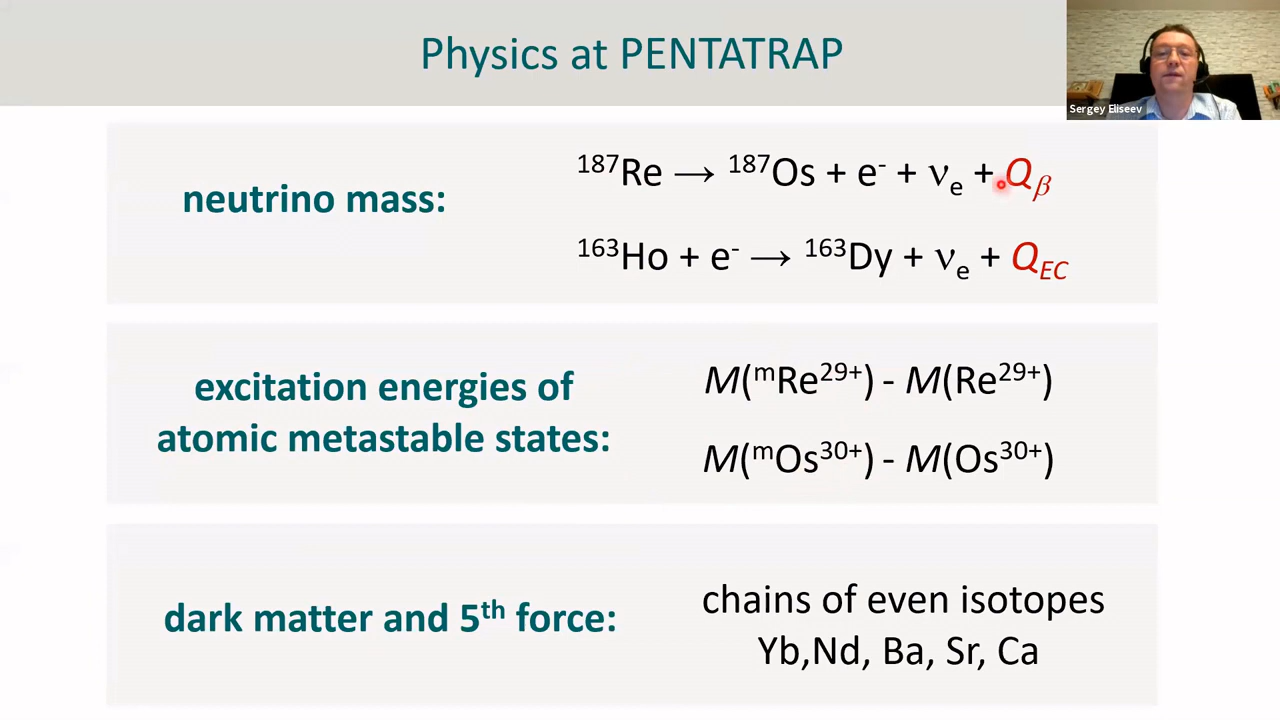 Physics at PENTATRAP
Sergey Eliseev
neutrino mass:
¹⁸⁷Re → ¹⁸⁷Os + e⁻ + νₑ + Qᵦ
¹⁶³Ho + e⁻ → ¹⁶³Dy + νₑ + Q_EC
excitation energies of
atomic metastable states:
M(ᵐRe²⁹⁺) - M(Re²⁹⁺)
M(ᵐOs³⁰⁺) - M(Os³⁰⁺)
dark matter and 5ᵗʰ force:
chains of even isotopes
Yb,Nd, Ba, Sr, Ca